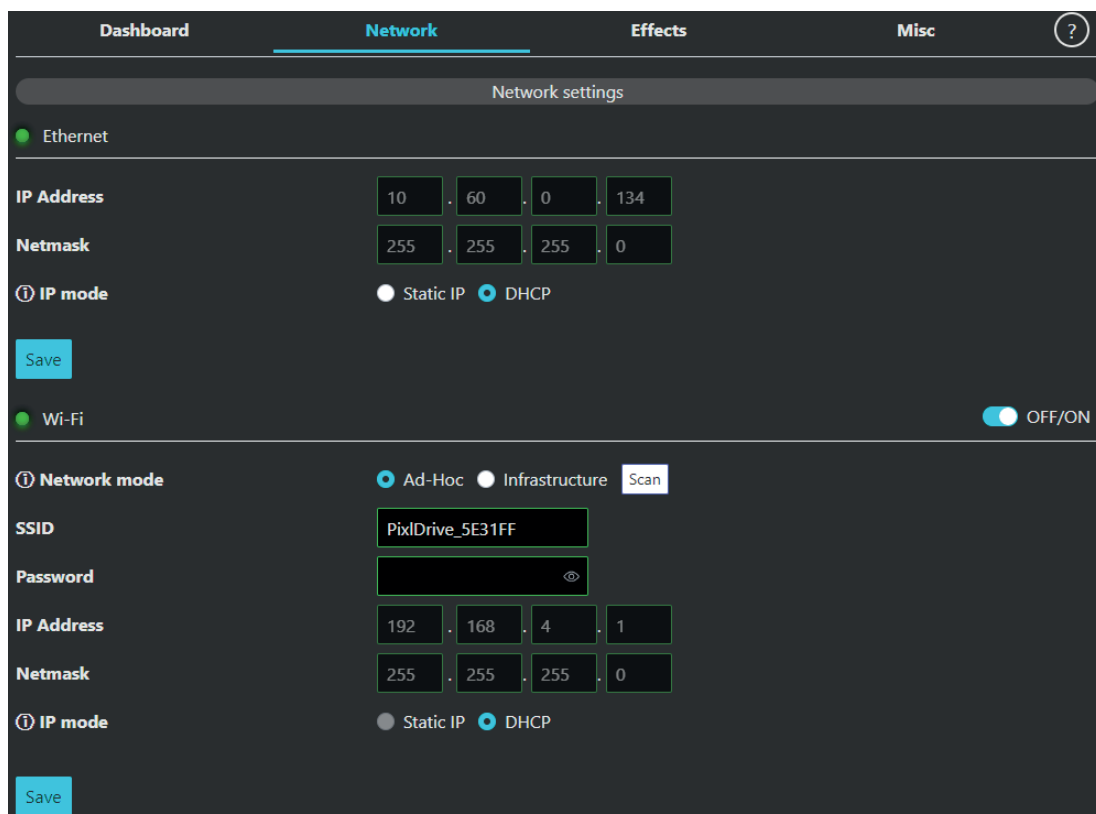 Dashboard Network Effects Misc ?
Network settings
Ethernet
IP Address 10 . 60 . 0 . 134
Netmask 255 . 255 . 255 . 0
ⓘ IP mode Static IP DHCP
Save
Wi-Fi OFF/ON
ⓘ Network mode Ad-Hoc Infrastructure Scan
SSID PixlDrive_5E31FF
Password
IP Address 192 . 168 . 4 . 1
Netmask 255 . 255 . 255 . 0
ⓘ IP mode Static IP DHCP
Save